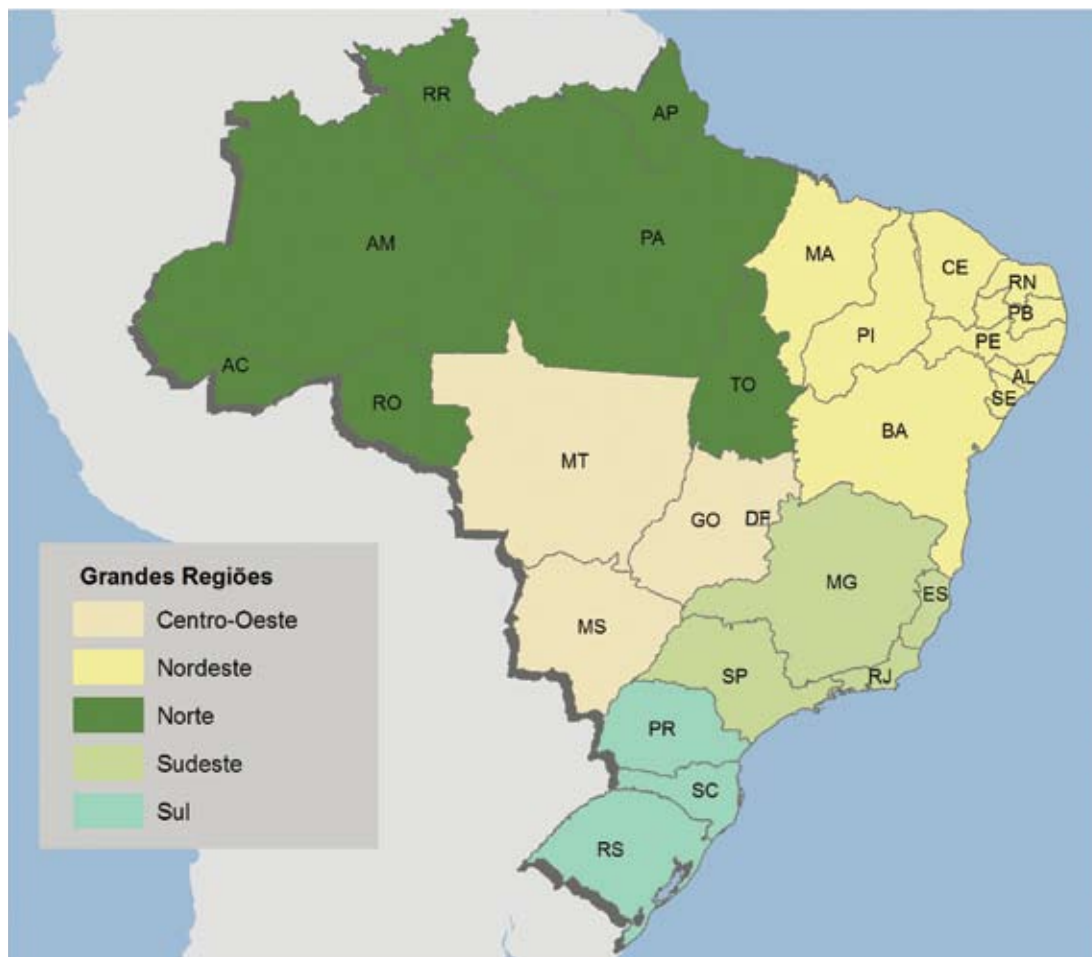 RR
AP
AM
PA
MA
CE
RN
PB
PI
PE
AC
TO
AL
RO
SE
BA
MT
GO
DF
MG
ES
MS
SP
RJ
PR
SC
RS
Grandes Regiões
Centro-Oeste
Nordeste
Norte
Sudeste
Sul